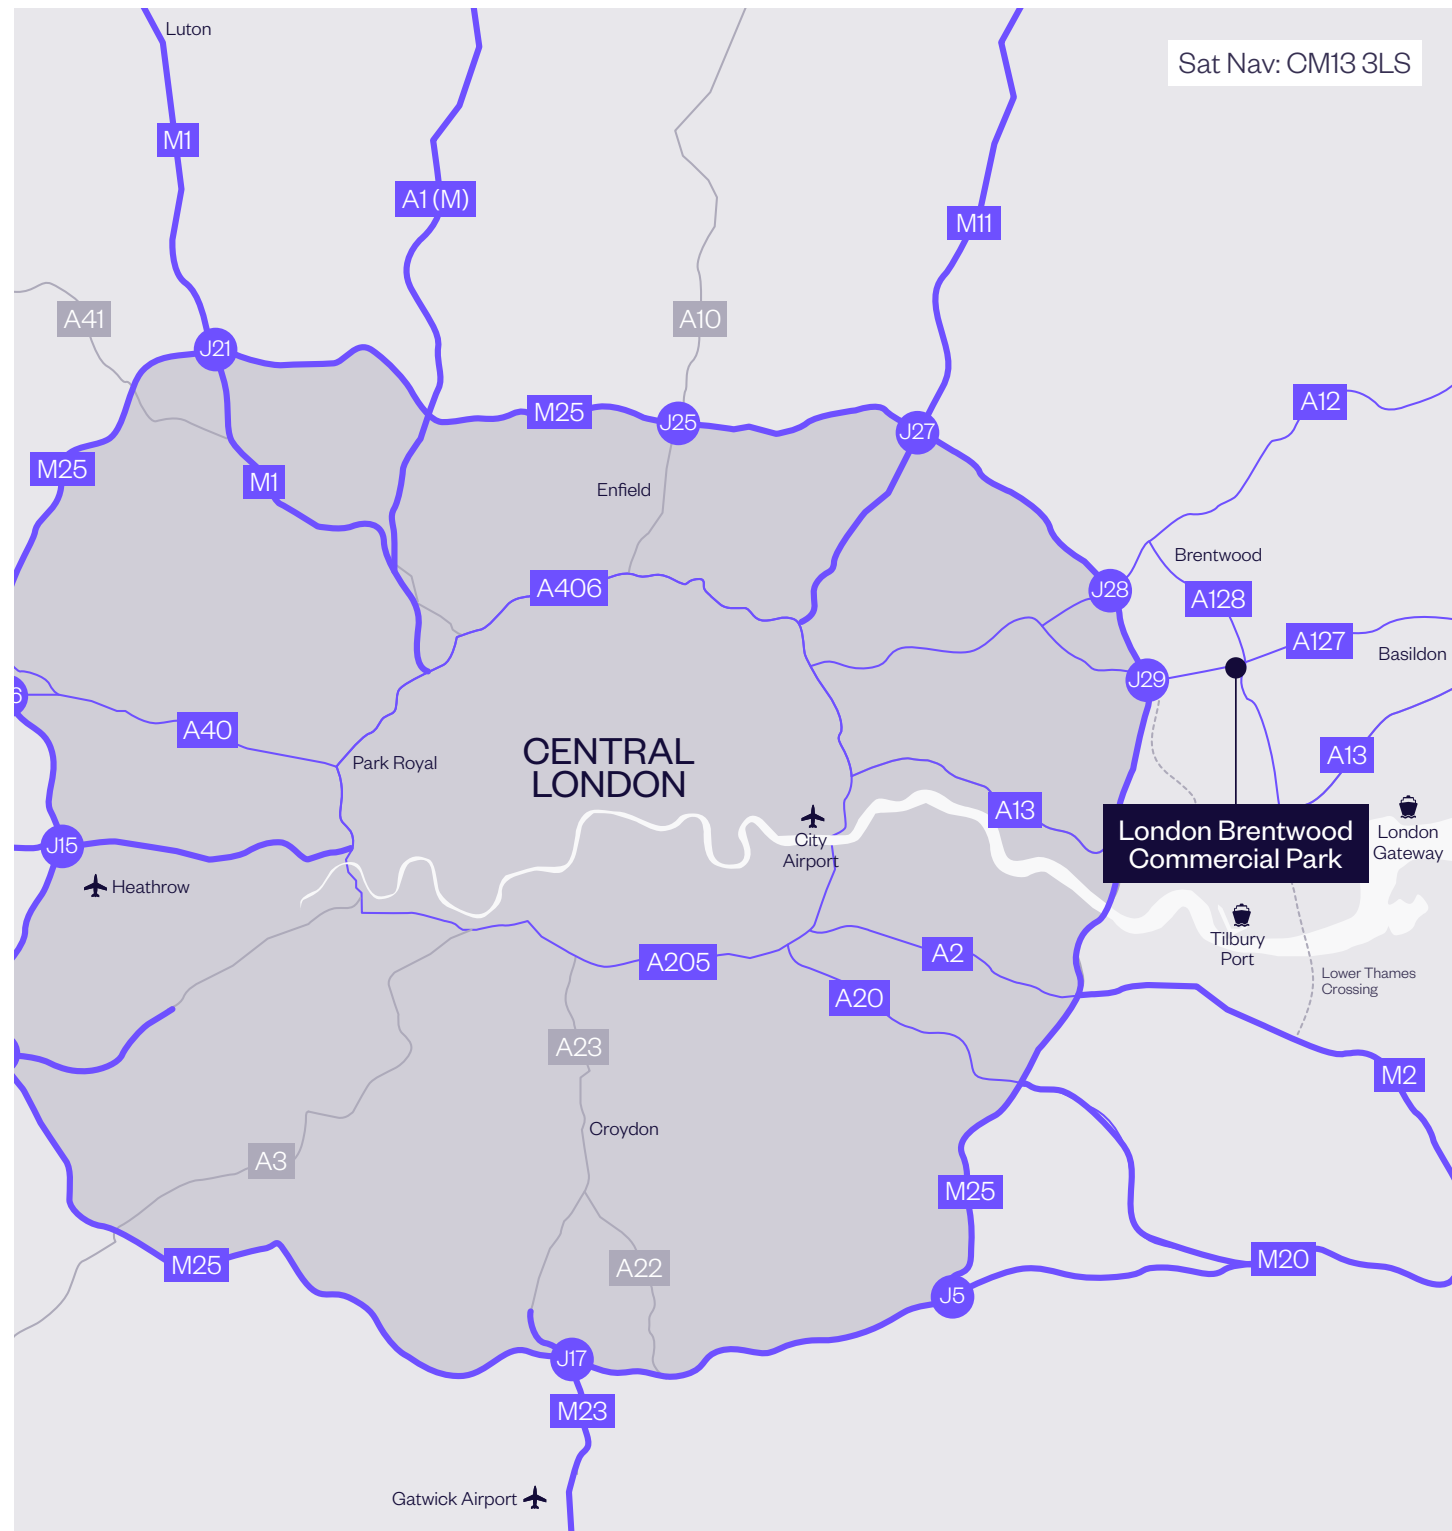 Luton
Sat Nav: CM13 3LS
M1
A1 (M)
M11
A41
A10
J21
A12
M25
J25
J27
M25
M1
Enfield
Brentwood
A406
J28
A128
A127
Basildon
J29
6
A40
CENTRAL
LONDON
Park Royal
A13
A13
City
Airport
London Brentwood
Commercial Park
London
Gateway
J15
Heathrow
Tilbury
Port
A205
A2
Lower Thames
Crossing
A20
A23
M2
Croydon
A3
M25
M25
A22
M20
J5
J17
M23
Gatwick Airport